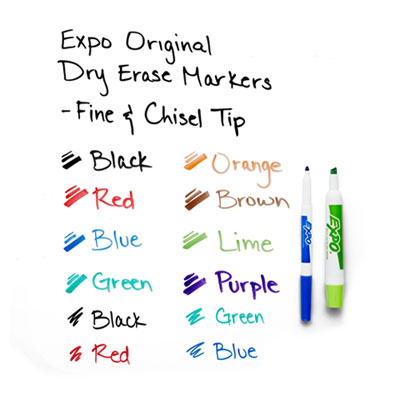 Expo Original
Dry Erase Markers
- Fine & Chisel Tip
Black
Orange
Red
Brown
Blue
Lime
Green
Purple
Black
Green
Red
Blue
EXPO
EXPO